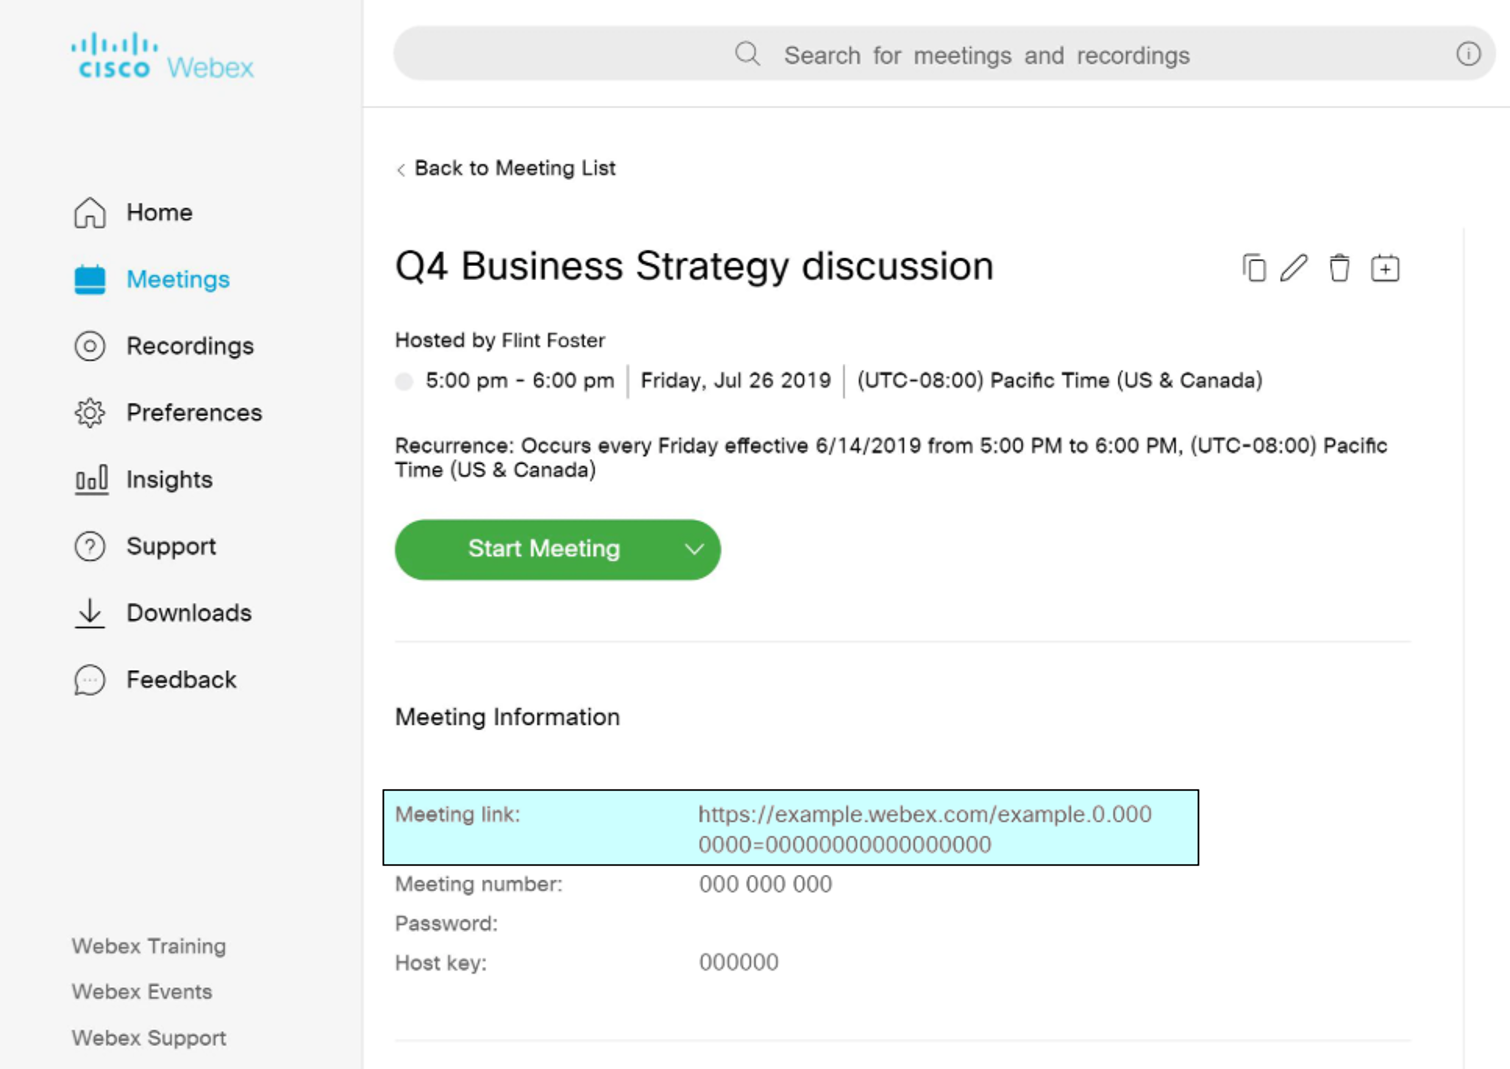 CISCO Webex
Search for meetings and recordings
Back to Meeting List
Home
Meetings
Recordings
Preferences
Insights
Support
Downloads
Feedback
Webex Training
Webex Events
Webex Support
Q4 Business Strategy discussion
Hosted by Flint Foster
5:00 pm - 6:00 pm | Friday, Jul 26 2019 | (UTC-08:00) Pacific Time (US & Canada)
Recurrence: Occurs every Friday effective 6/14/2019 from 5:00 PM to 6:00 PM, (UTC-08:00) Pacific
Time (US & Canada)
Start Meeting
Meeting Information
Meeting link: https://example.webex.com/example.0.000
0000=00000000000000000
Meeting number: 000 000 000
Password:
Host key: 000000